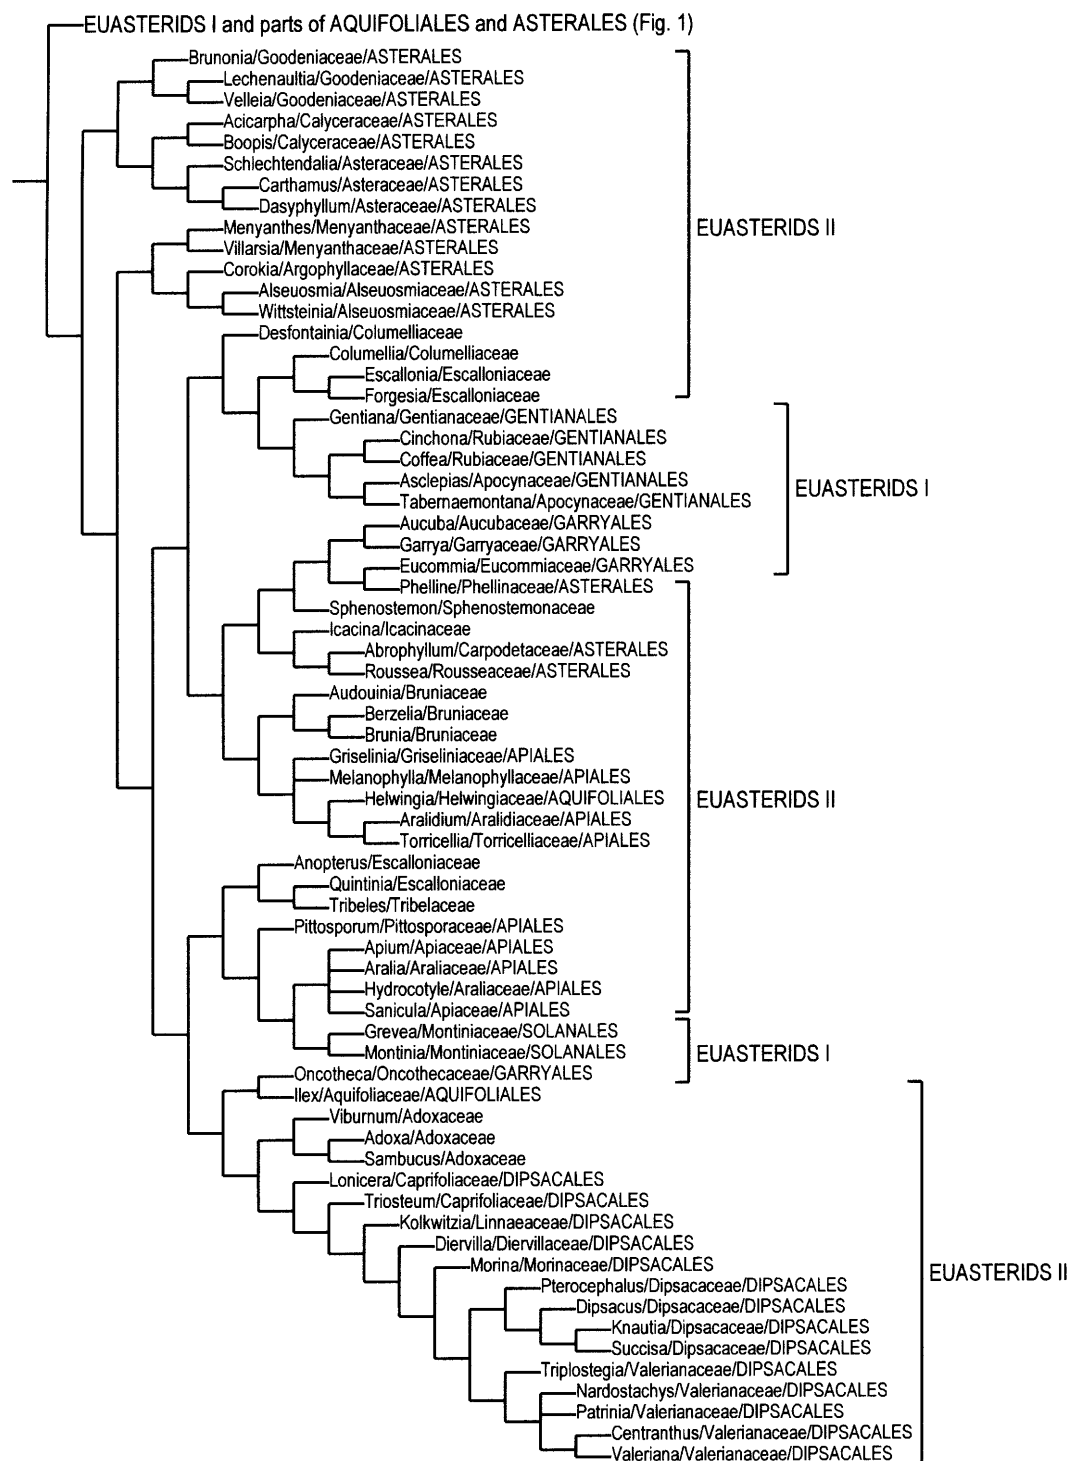 EUASTERIDS I and parts of AQUIFOLIALES and ASTERALES (Fig. 1)
Brunonia/Goodeniaceae/ASTERALES
Lechenaultia/Goodeniaceae/ASTERALES
Velleia/Goodeniaceae/ASTERALES
Acicarpha/Calyceraceae/ASTERALES
Boopis/Calyceraceae/ASTERALES
Schlechtendalia/Asteraceae/ASTERALES
Carthamus/Asteraceae/ASTERALES
Dasyphyllum/Asteraceae/ASTERALES
Menyanthes/Menyanthaceae/ASTERALES
EUASTERIDS II
Villarsia/Menyanthaceae/ASTERALES
Corokia/Argophyllaceae/ASTERALES
Alseuosmia/Alseuosmiaceae/ASTERALES
Wittsteinia/Alseuosmiaceae/ASTERALES
Desfontainia/Columelliaceae
Columellia/Columelliaceae
Escallonia/Escalloniaceae
Forgesia/Escalloniaceae
Gentiana/Gentianaceae/GENTIANALES
Cinchona/Rubiaceae/GENTIANALES
Coffea/Rubiaceae/GENTIANALES
Asclepias/Apocynaceae/GENTIANALES
EUASTERIDS I
Tabernaemontana/Apocynaceae/GENTIANALES
Aucuba/Aucubaceae/GARRYALES
Garrya/Garryaceae/GARRYALES
Eucommia/Eucommiaceae/GARRYALES
Phelline/Phellinaceae/ASTERALES
Sphenostemon/Sphenostemonaceae
Icacina/Icacinaceae
Abrophyllum/Carpodetaceae/ASTERALES
Roussea/Rousseaceae/ASTERALES
Audouinia/Bruniaceae
Berzelia/Bruniaceae
Brunia/Bruniaceae
Griselinia/Griseliniaceae/APIALES
Melanophylla/Melanophyllaceae/APIALES
Helwingia/Helwingiaceae/AQUIFOLIALES
EUASTERIDS II
Aralidium/Aralidiaceae/APIALES
Torricellia/Torricelliaceae/APIALES
Anopterus/Escalloniaceae
Quintinia/Escalloniaceae
Tribeles/Tribelaceae
Pittosporum/Pittosporaceae/APIALES
Apium/Apiaceae/APIALES
Aralia/Araliaceae/APIALES
Hydrocotyle/Araliaceae/APIALES
Sanicula/Apiaceae/APIALES
Grevea/Montiniaceae/SOLANALES
Montinia/Montiniaceae/SOLANALES
EUASTERIDS I
Oncotheca/Oncothecaceae/GARRYALES
Ilex/Aquifoliaceae/AQUIFOLIALES
Viburnum/Adoxaceae
Adoxa/Adoxaceae
Sambucus/Adoxaceae
Lonicera/Caprifoliaceae/DIPSACALES
Triosteum/Caprifoliaceae/DIPSACALES
Kolkwitzia/Linnaeaceae/DIPSACALES
Diervilla/Diervillaceae/DIPSACALES
Morina/Morinaceae/DIPSACALES
EUASTERIDS II
Pterocephalus/Dipsacaceae/DIPSACALES
Dipsacus/Dipsacaceae/DIPSACALES
Knautia/Dipsacaceae/DIPSACALES
Succisa/Dipsacaceae/DIPSACALES
Triplostegia/Valerianaceae/DIPSACALES
Nardostachys/Valerianaceae/DIPSACALES
Patrinia/Valerianaceae/DIPSACALES
Centranthus/Valerianaceae/DIPSACALES
Valeriana/Valerianaceae/DIPSACALES